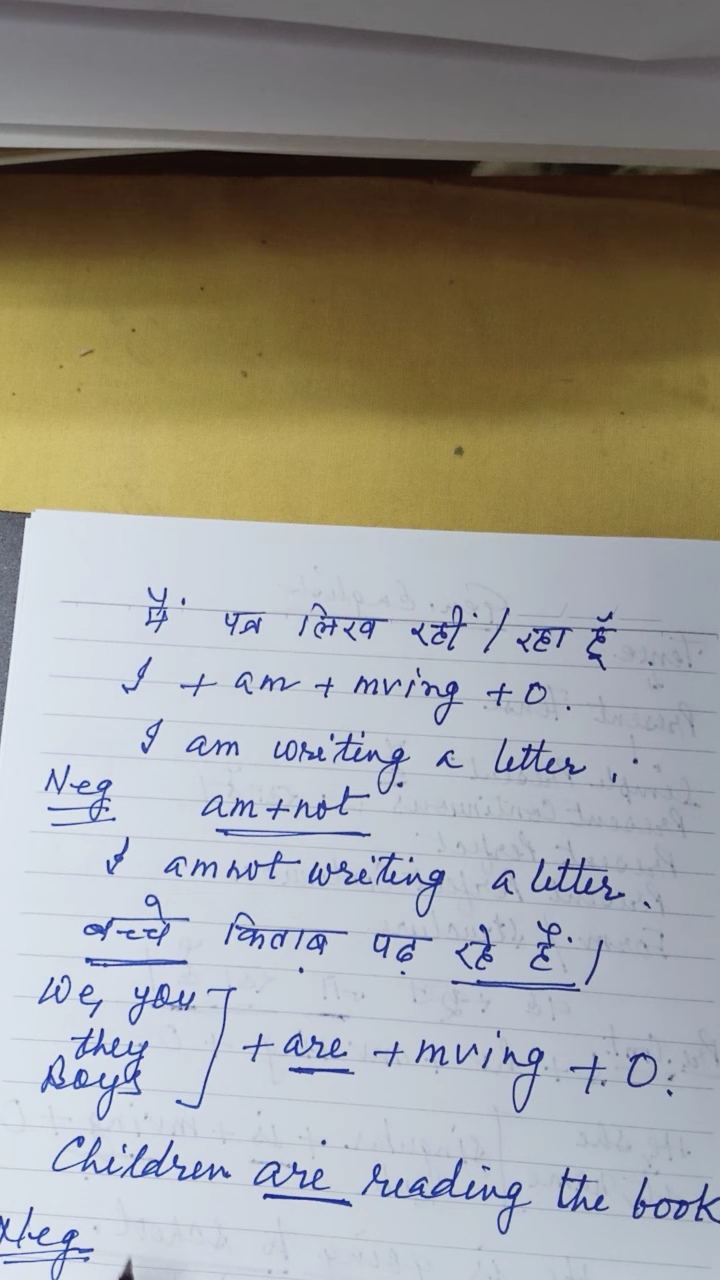 मैं पत्र लिख रही / रहा हूँ.
I + am + mving + O.
I am writing a letter.
Neg am + not
I am not writing a letter.
बच्चे किताब पढ़ रहे हैं।
We, you
they
Boys
+ are + mving + O.
Children are reading the book
Neg